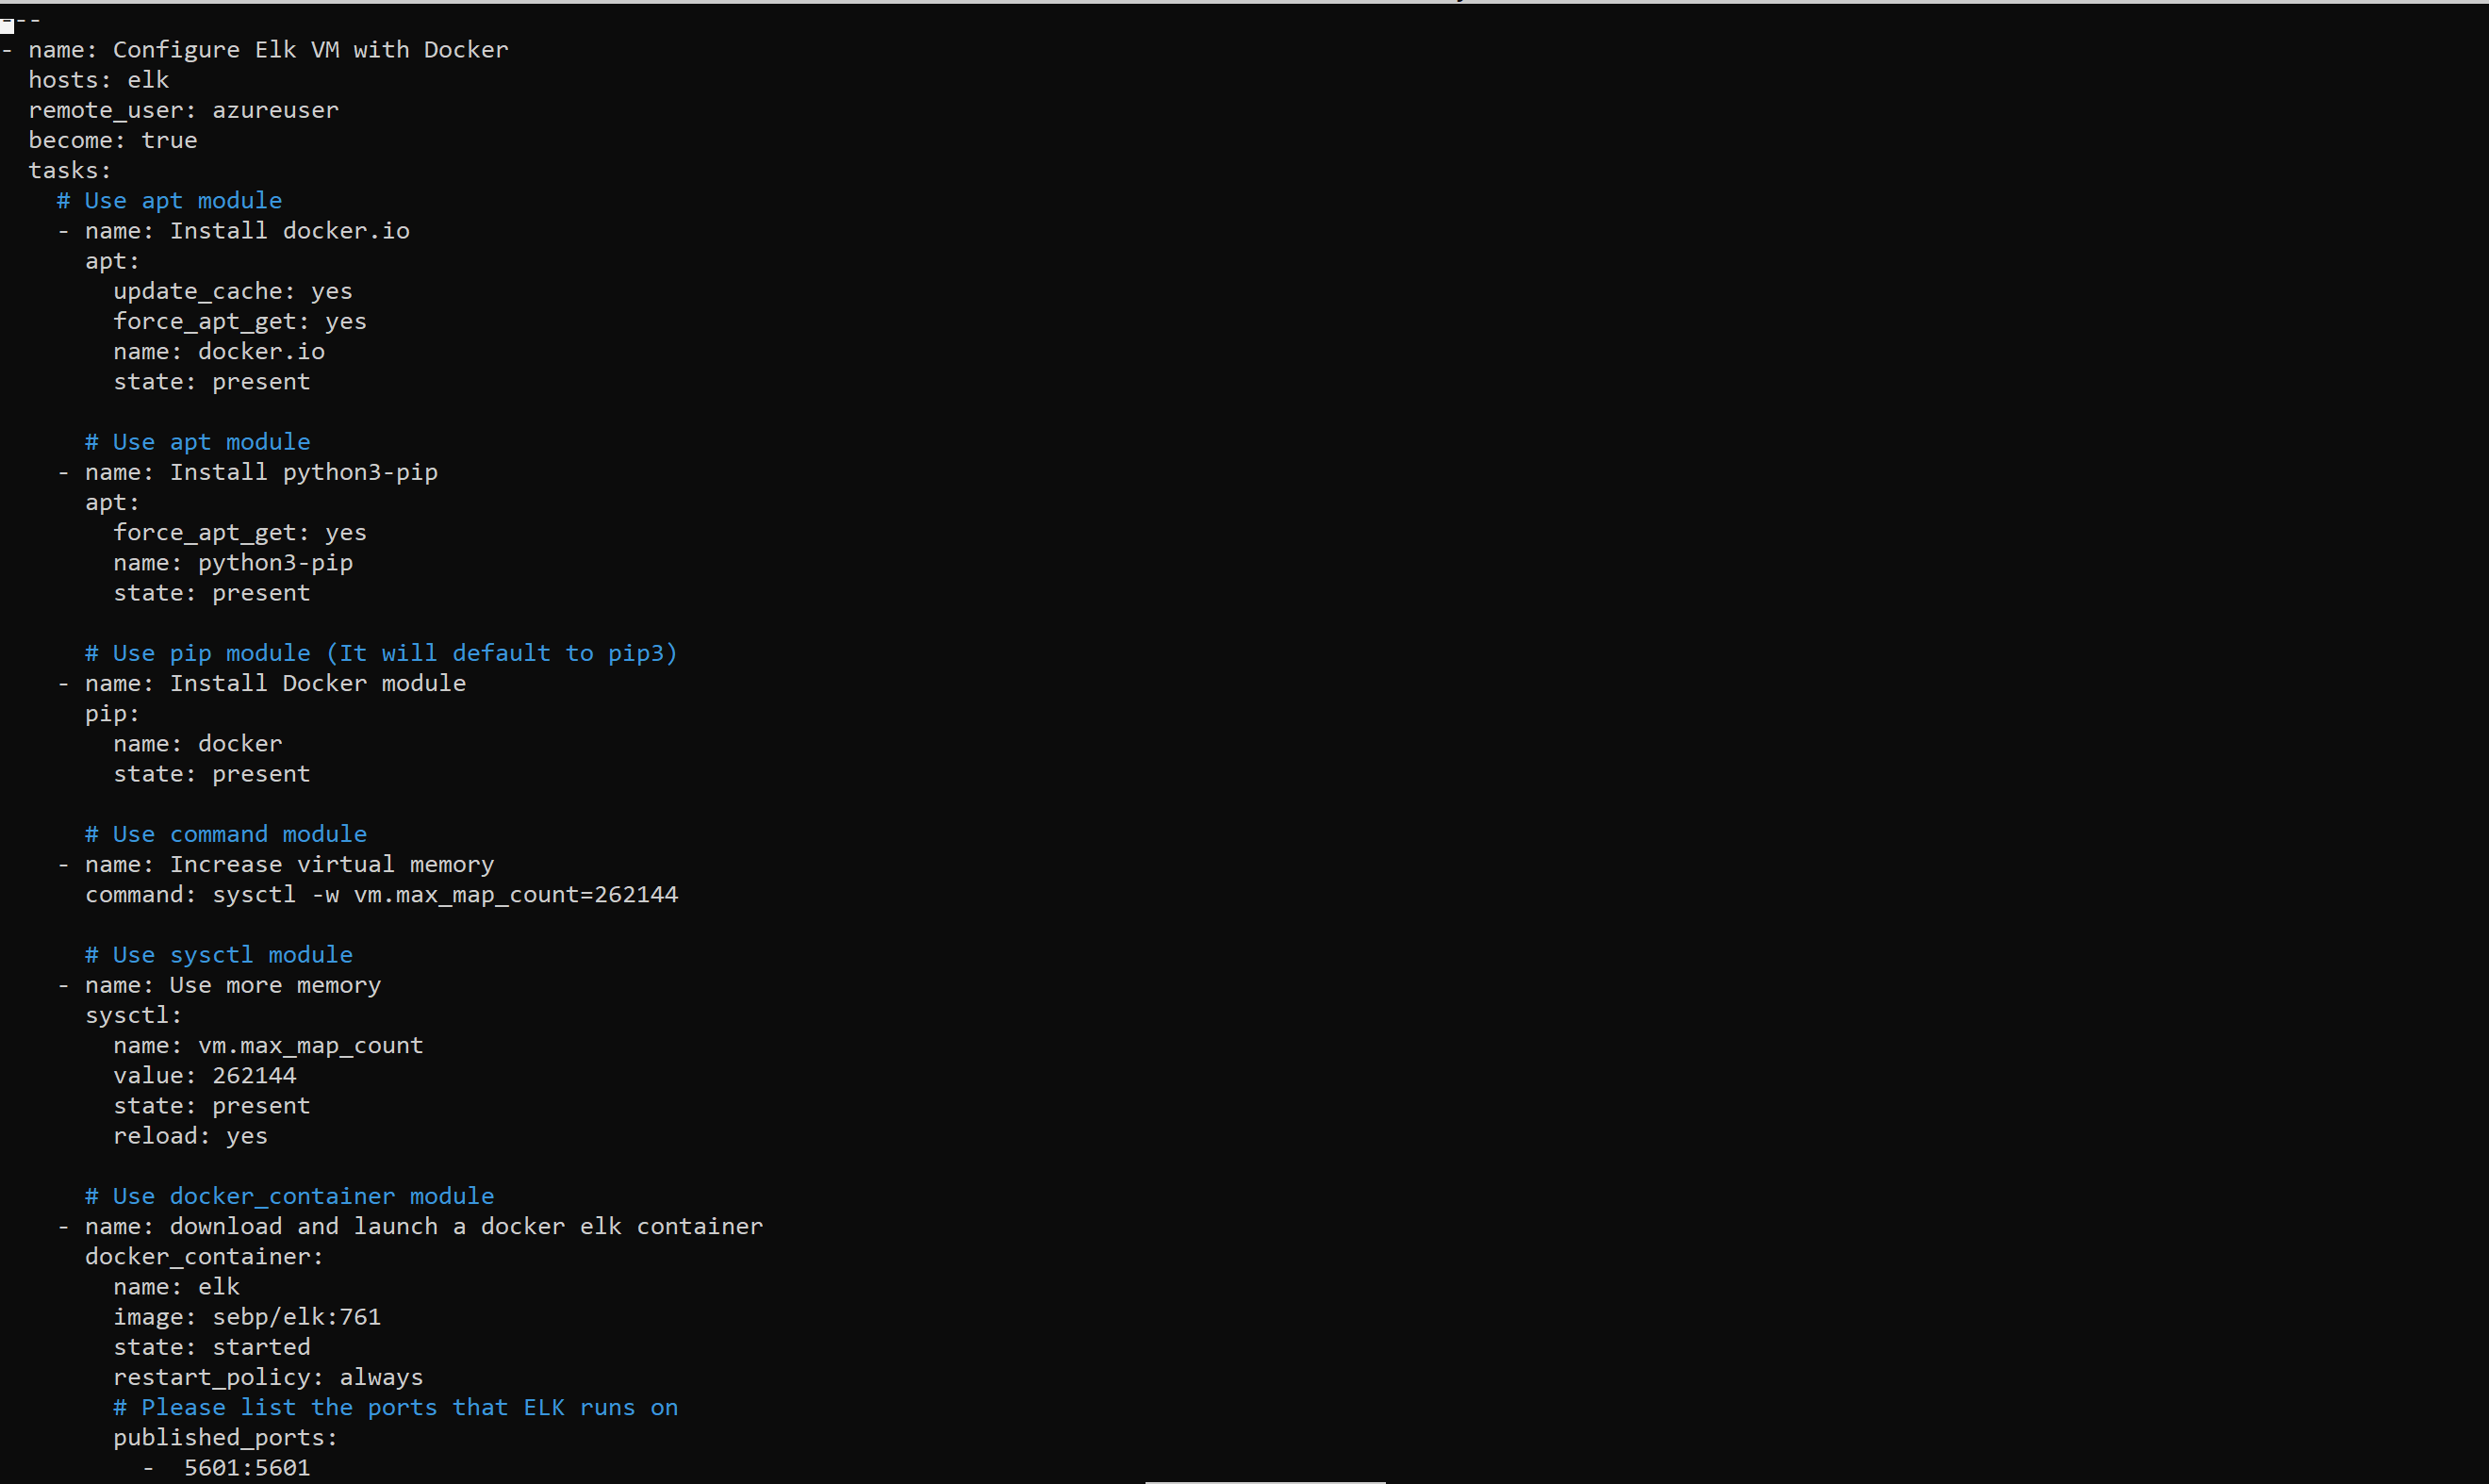 ---
- name: Configure Elk VM with Docker
  hosts: elk
  remote_user: azureuser
  become: true
  tasks:
    # Use apt module
    - name: Install docker.io
      apt:
        update_cache: yes
        force_apt_get: yes
        name: docker.io
        state: present

      # Use apt module
    - name: Install python3-pip
      apt:
        force_apt_get: yes
        name: python3-pip
        state: present

      # Use pip module (It will default to pip3)
    - name: Install Docker module
      pip:
        name: docker
        state: present

      # Use command module
    - name: Increase virtual memory
      command: sysctl -w vm.max_map_count=262144

      # Use sysctl module
    - name: Use more memory
      sysctl:
        name: vm.max_map_count
        value: 262144
        state: present
        reload: yes

      # Use docker_container module
    - name: download and launch a docker elk container
      docker_container:
        name: elk
        image: sebp/elk:761
        state: started
        restart_policy: always
        # Please list the ports that ELK runs on
        published_ports:
          -  5601:5601